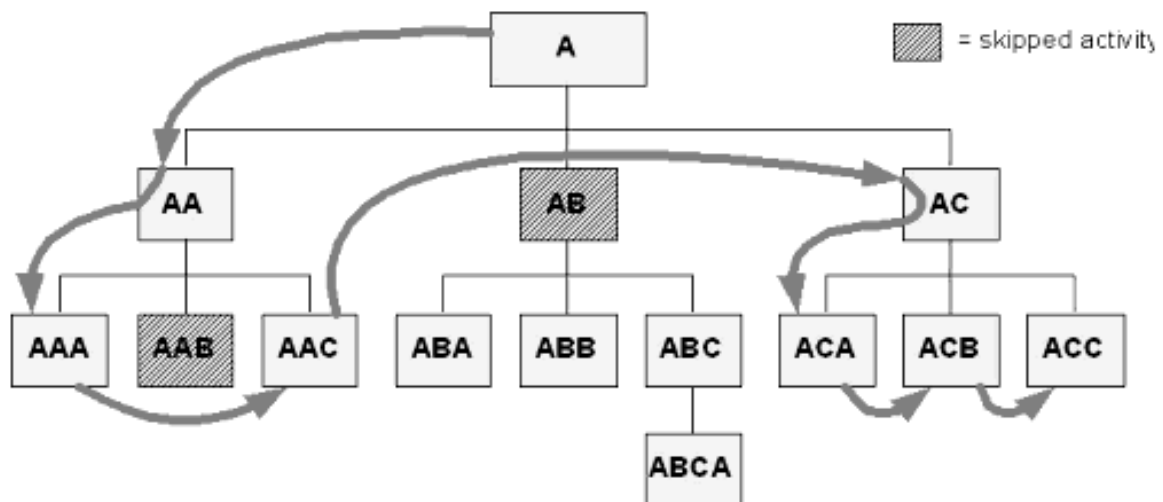 A
= skipped activity
AA
AB
AC
AAA
AAB
AAC
ABA
ABB
ABC
ACA
ACB
ACC
ABCA